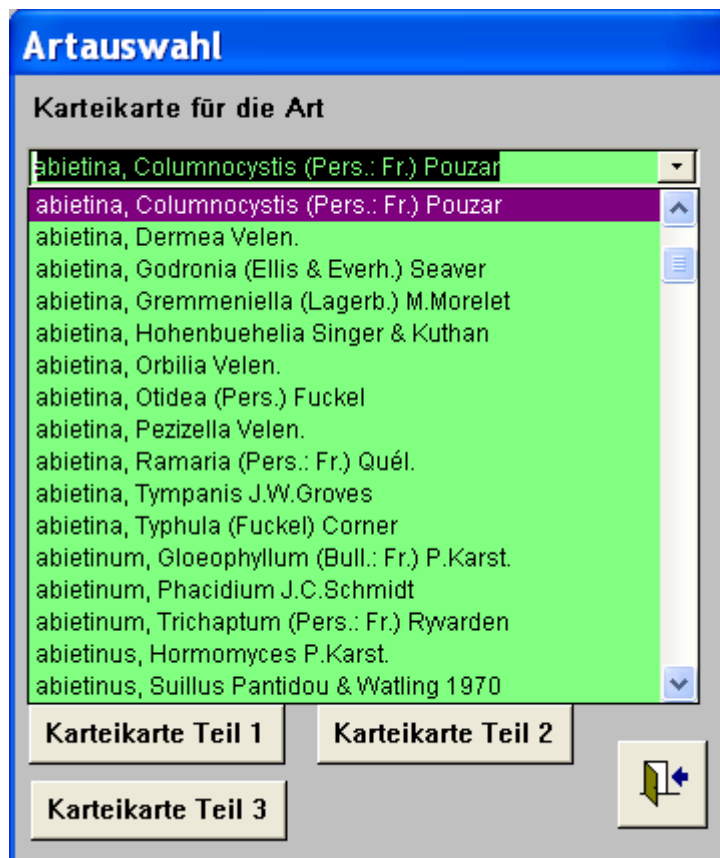 Artauswahl
Karteikarte für die Art
abietina, Columnocystis (Pers.: Fr.) Pouzar
abietina, Columnocystis (Pers.: Fr.) Pouzar
abietina, Dermea Velen.
abietina, Godronia (Ellis & Everh.) Seaver
abietina, Gremmeniella (Lagerb.) M.Morelet
abietina, Hohenbuehelia Singer & Kuthan
abietina, Orbilia Velen.
abietina, Otidea (Pers.) Fuckel
abietina, Pezizella Velen.
abietina, Ramaria (Pers.: Fr.) Quél.
abietina, Tympanis J.W.Groves
abietina, Typhula (Fuckel) Corner
abietinum, Gloeophyllum (Bull.: Fr.) P.Karst.
abietinum, Phacidium J.C.Schmidt
abietinum, Trichaptum (Pers.: Fr.) Ryvarden
abietinus, Hormomyces P.Karst.
abietinus, Suillus Pantidou & Watling 1970
Karteikarte Teil 1 Karteikarte Teil 2
Karteikarte Teil 3